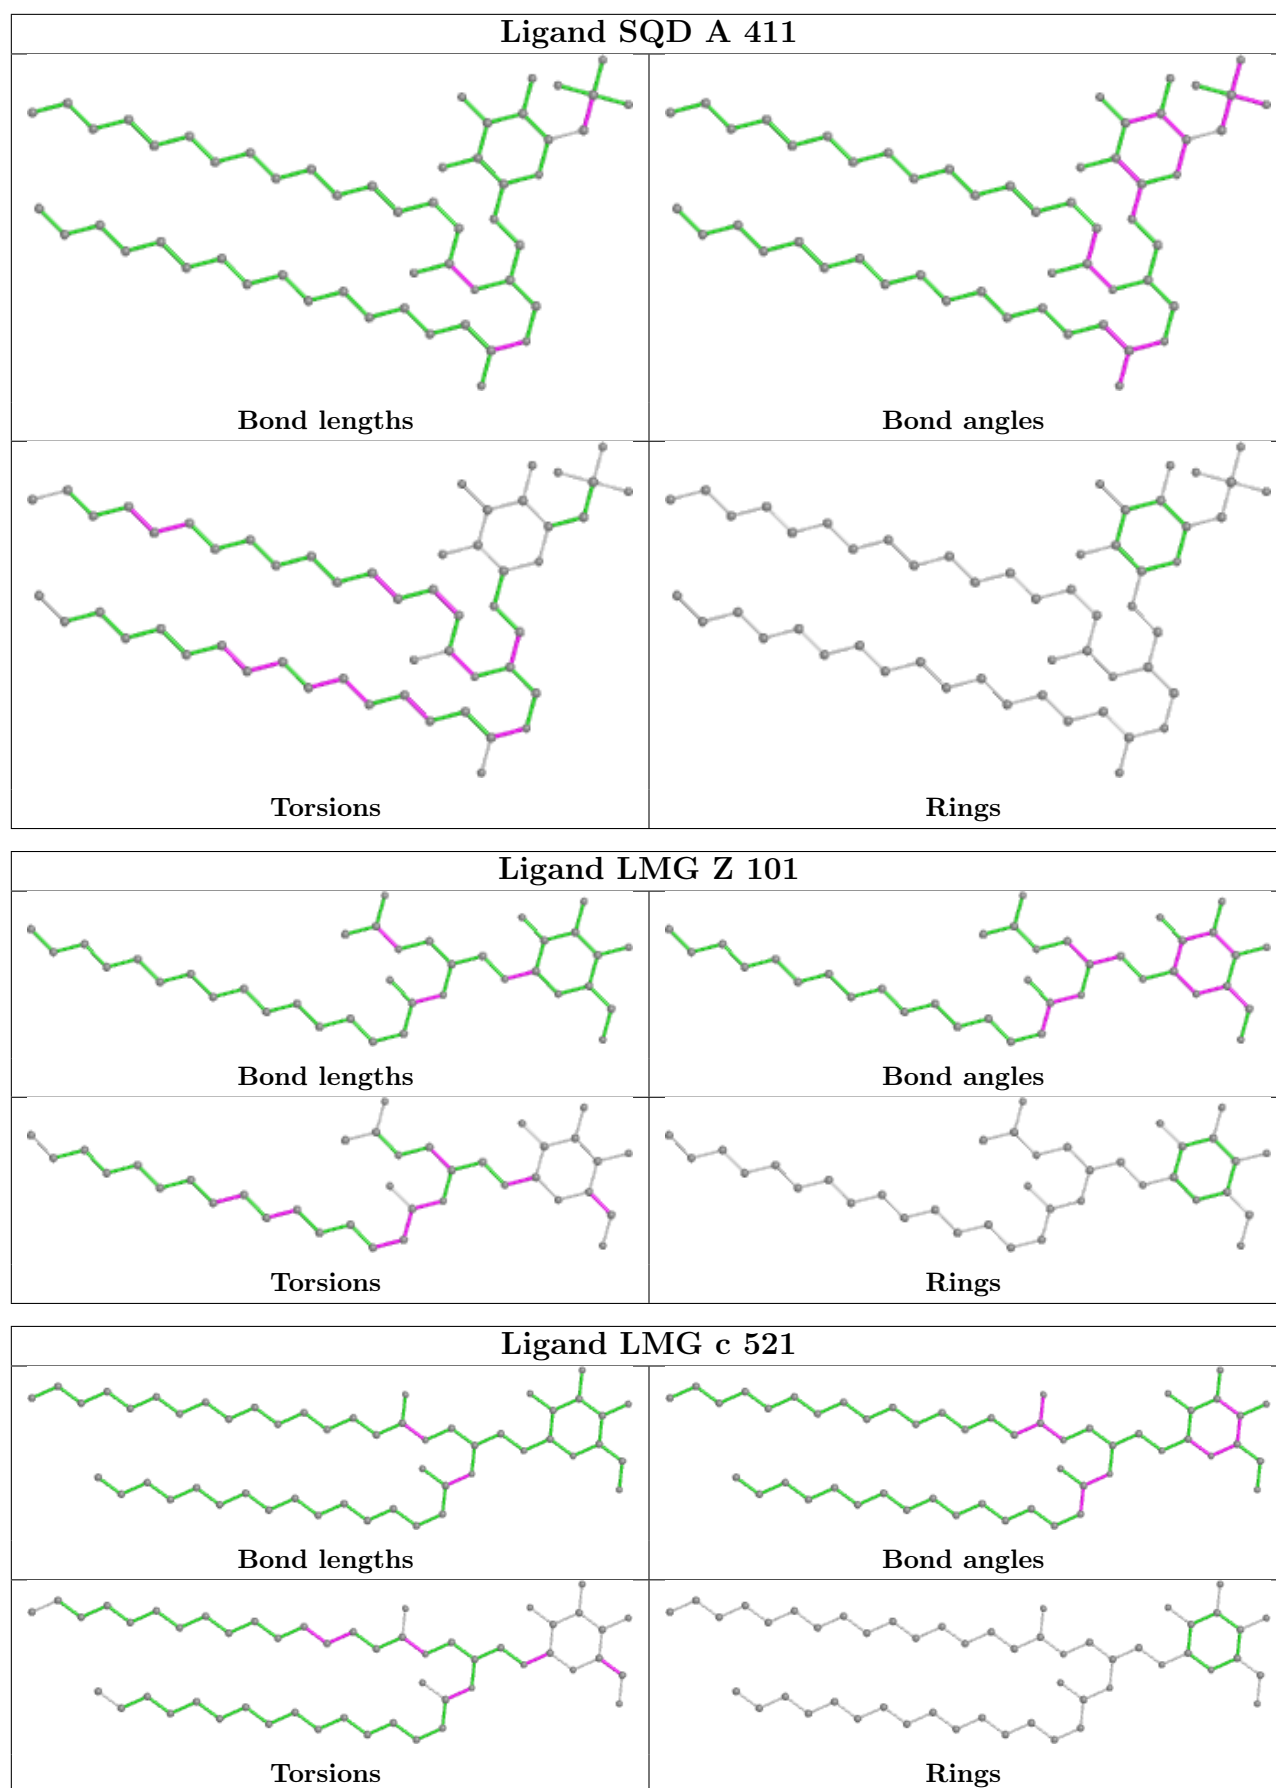 Ligand SQD A 411
Bond lengths
Bond angles
Torsions
Rings
Ligand LMG Z 101
Bond lengths
Bond angles
Torsions
Rings
Ligand LMG c 521
Bond lengths
Bond angles
Torsions
Rings